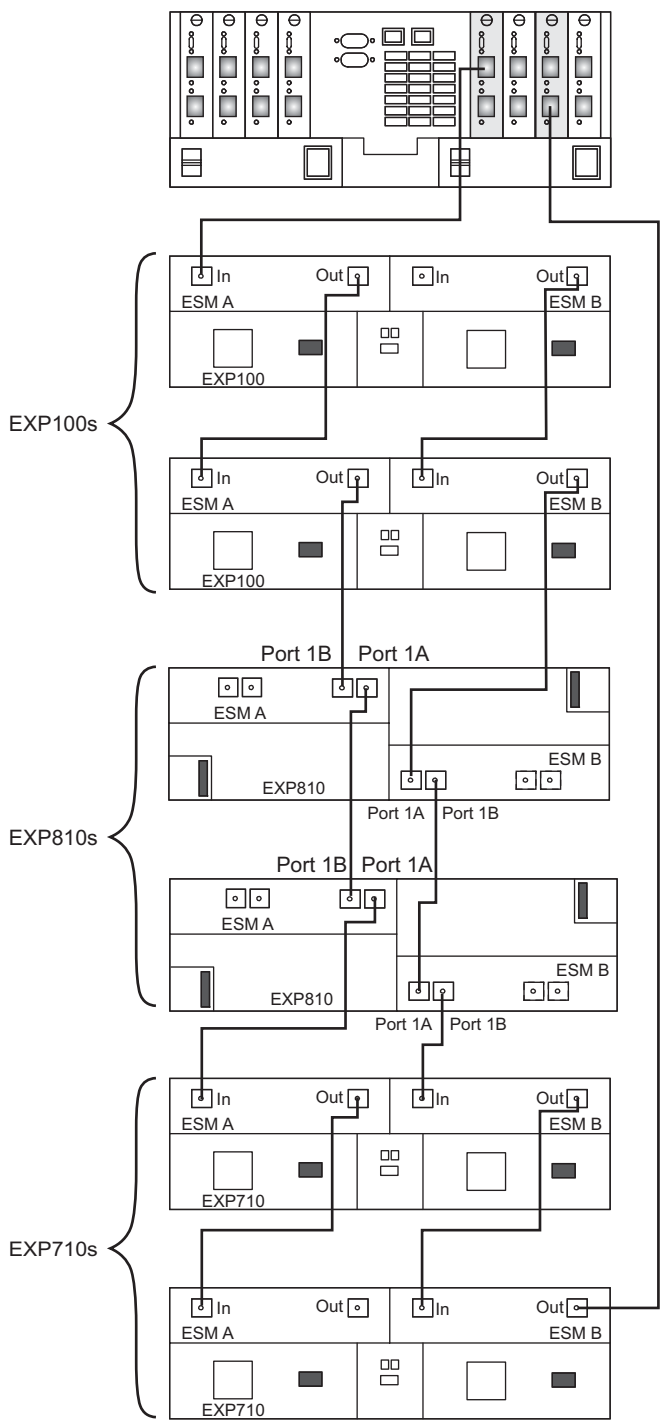 In Out In Out
ESM A ESM B
EXP100
EXP100s
In Out In Out
ESM A ESM B
EXP100
Port 1B Port 1A
ESM A
ESM B
EXP810
Port 1A Port 1B
EXP810s
Port 1B Port 1A
ESM A
ESM B
EXP810
Port 1A Port 1B
In Out In Out
ESM A ESM B
EXP710
EXP710s
In Out In Out
ESM A ESM B
EXP710